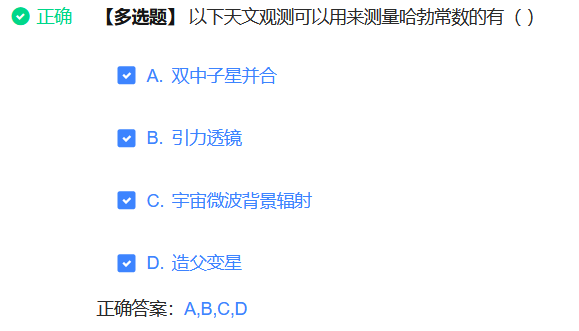 正确 【多选题】 以下天文观测可以用来测量哈勃常数的有（ ）
A. 双中子星并合
B. 引力透镜
C. 宇宙微波背景辐射
D. 造父变星
正确答案：A,B,C,D